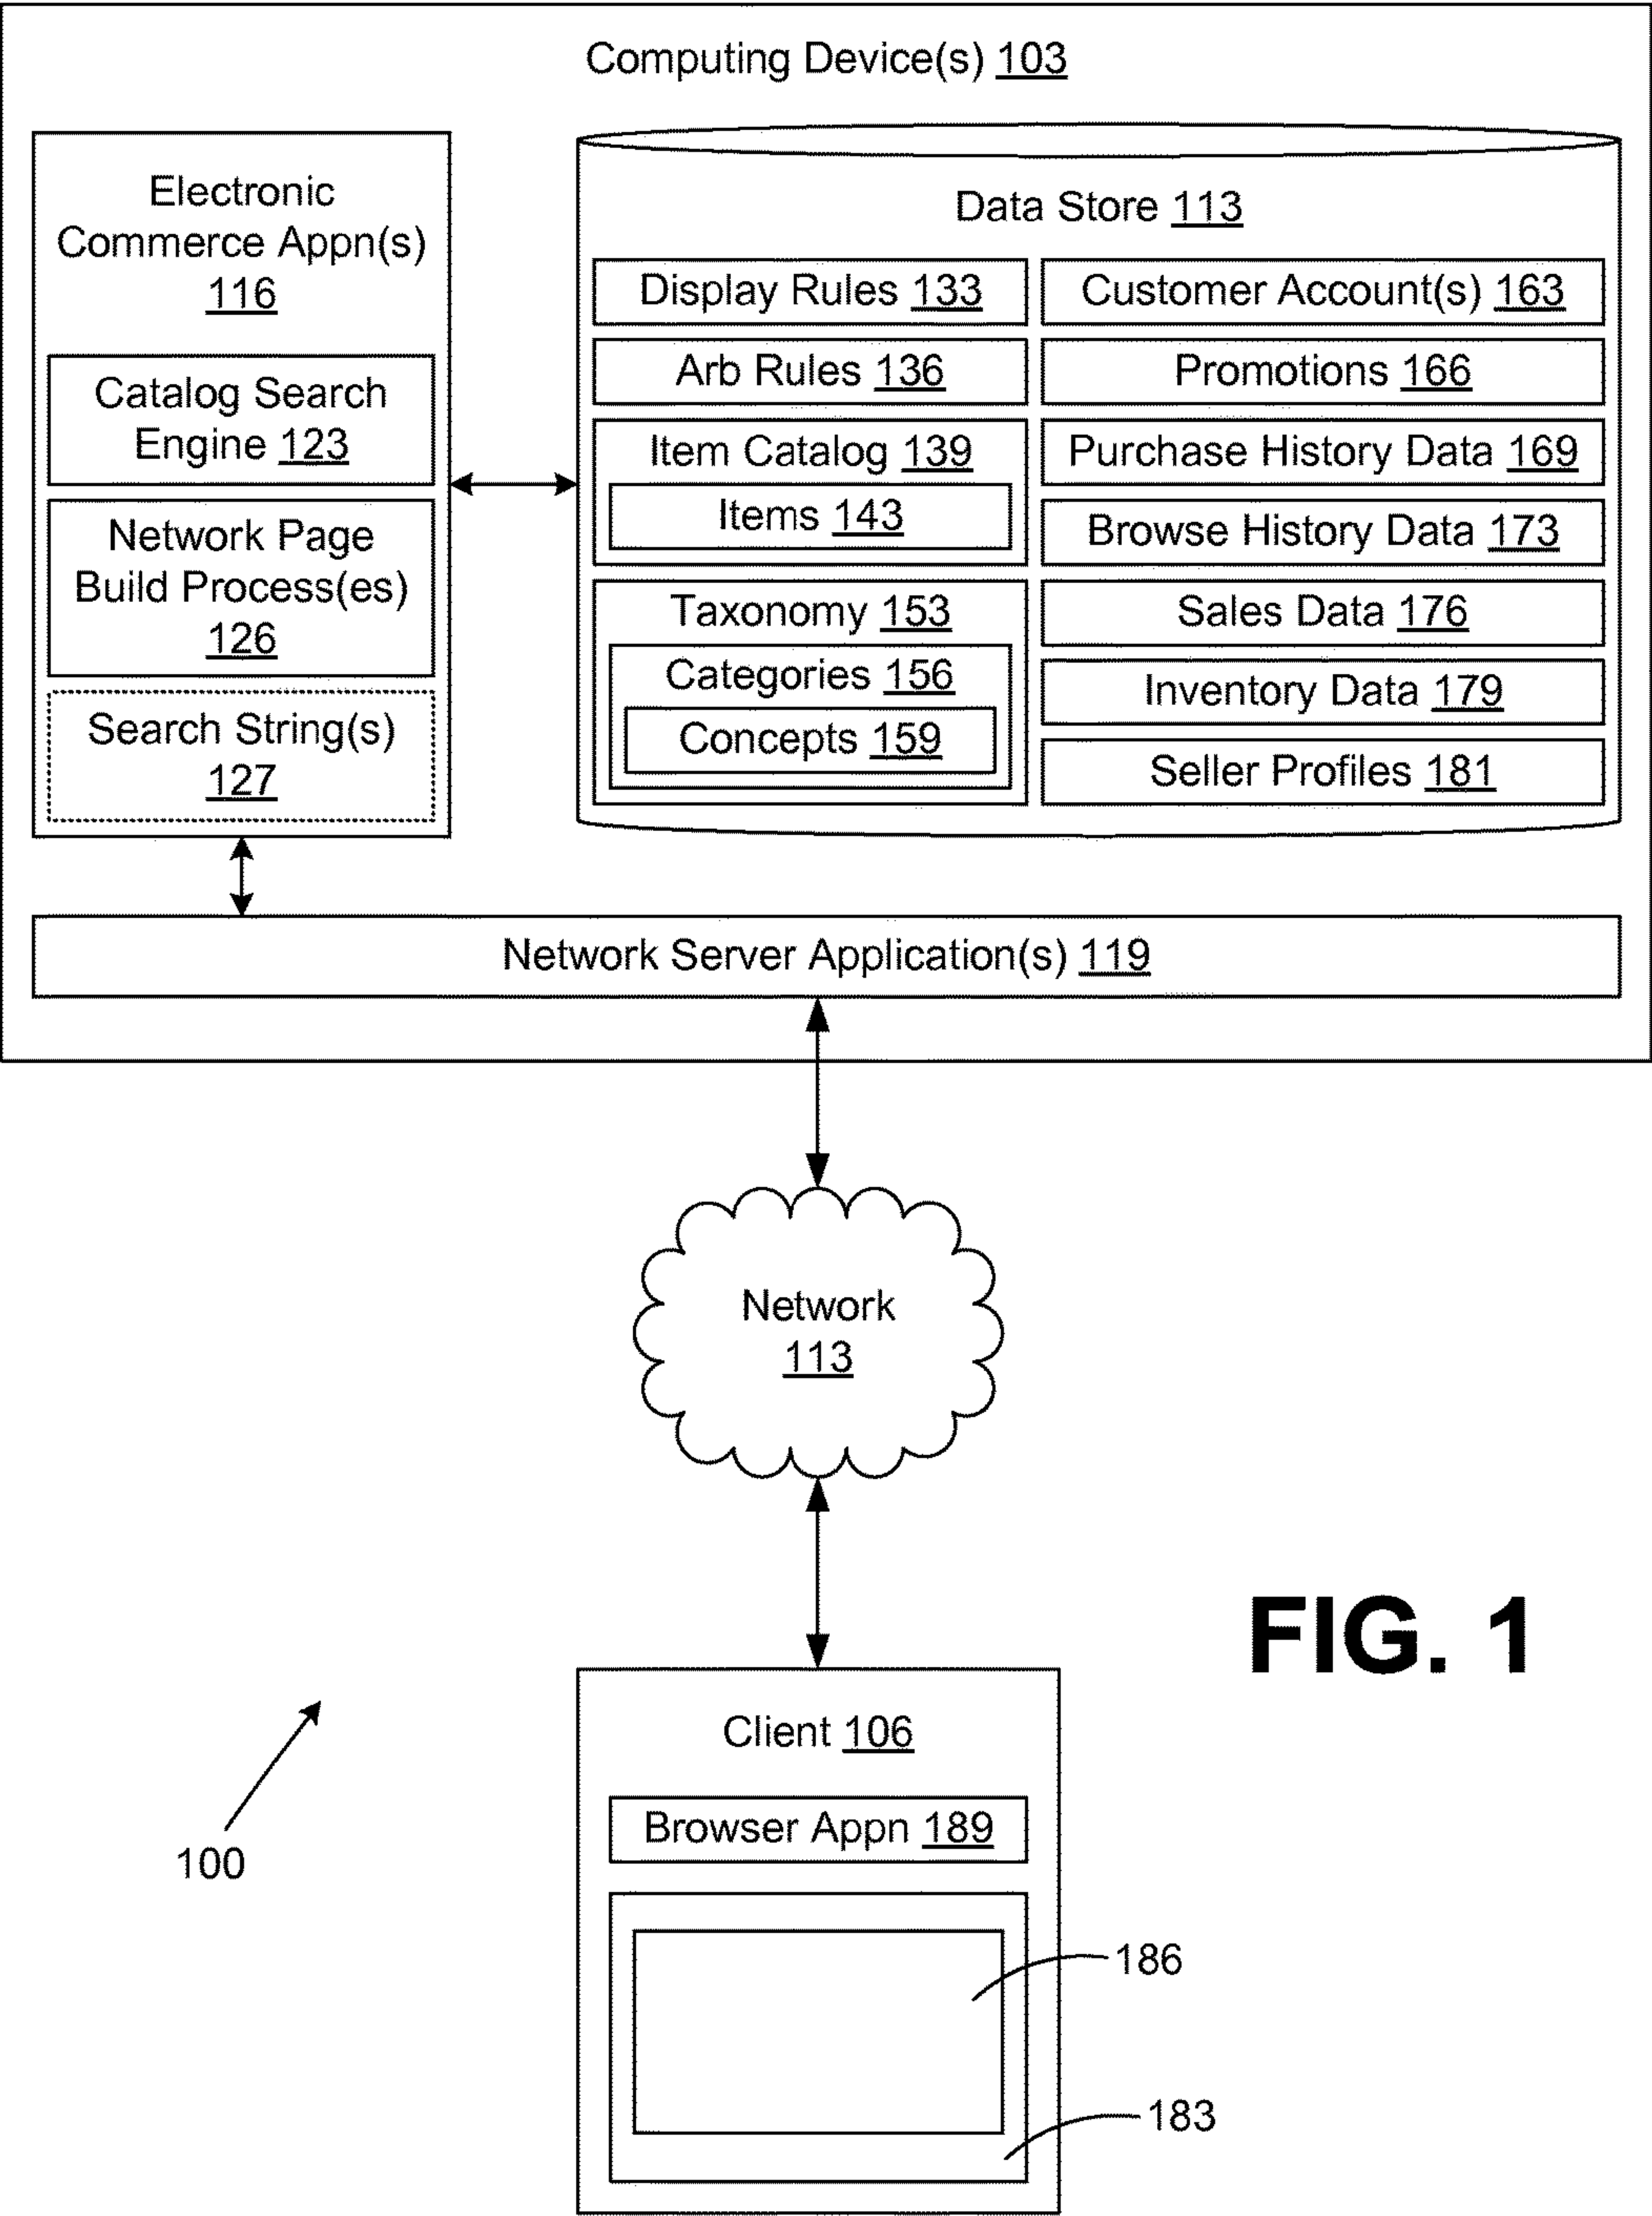 Computing Device(s) 103
Electronic
Commerce Appn(s)
116
Catalog Search
Engine 123
Network Page
Build Process(es)
126
Search String(s)
127
Data Store 113
Display Rules 133
Arb Rules 136
Item Catalog 139
Items 143
Taxonomy 153
Categories 156
Concepts 159
Customer Account(s) 163
Promotions 166
Purchase History Data 169
Browse History Data 173
Sales Data 176
Inventory Data 179
Seller Profiles 181
Network Server Application(s) 119
Network
113
FIG. 1
Client 106
Browser Appn 189
100
186
183